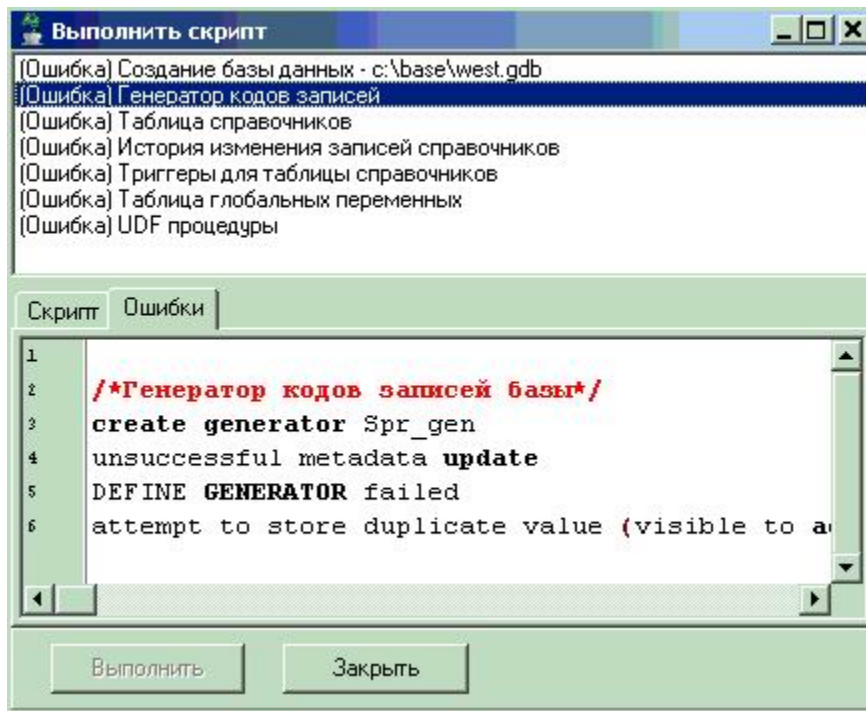 Выполнить скрипт
(Ошибка) Создание базы данных - c:\base\west.gdb
(Ошибка) Генератор кодов записей
(Ошибка) Таблица справочников
(Ошибка) История изменения записей справочников
(Ошибка) Триггеры для таблицы справочников
(Ошибка) Таблица глобальных переменных
(Ошибка) UDF процедуры
Скрипт Ошибки
1
2 /*Генератор кодов записей базы*/
3 create generator Spr_gen
4 unsuccessful metadata update
5 DEFINE GENERATOR failed
6 attempt to store duplicate value (visible to
Выполнить Закрыть